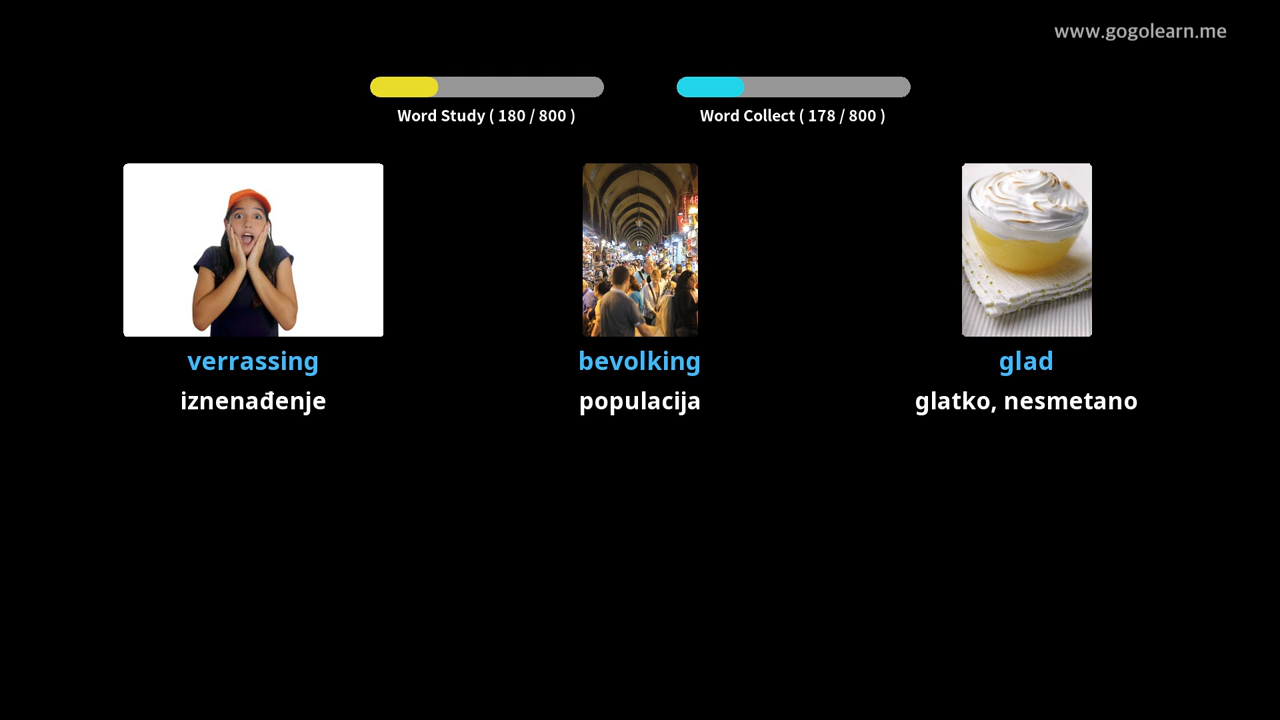 www.gogolearn.me
Word Study ( 180 / 800 )
Word Collect ( 178 / 800 )
verrassing
bevolking
glad
iznenađenje
populacija
glatko, nesmetano